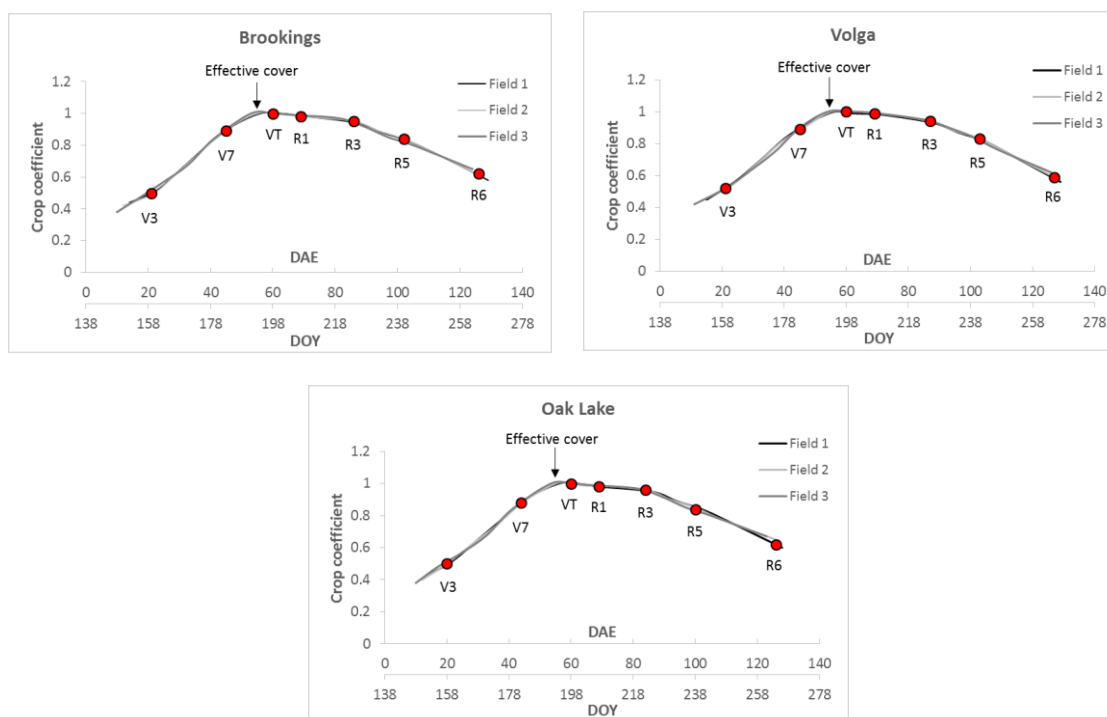 Brookings
Effective cover
Crop coefficient
1.2
1
0.8
0.6
0.4
0.2
0
V3
V7
VT
R1
R3
R5
R6
Field 1
Field 2
Field 3
DAE
0 20 40 60 80 100 120 140
138 158 178 198 218 238 258 278
DOY
Volga
Effective cover
Crop coefficient
1.2
1
0.8
0.6
0.4
0.2
0
V3
V7
VT
R1
R3
R5
R6
Field 1
Field 2
Field 3
DAE
0 20 40 60 80 100 120 140
138 158 178 198 218 238 258 278
DOY
Oak Lake
Effective cover
Crop coefficient
1.2
1
0.8
0.6
0.4
0.2
0
V3
V7
VT
R1
R3
R5
R6
Field 1
Field 2
Field 3
DAE
0 20 40 60 80 100 120 140
138 158 178 198 218 238 258 278
DOY